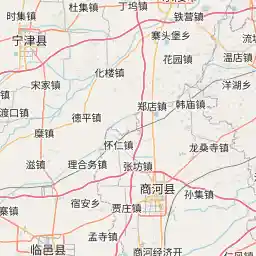 时集镇
杜集镇
丁坞镇
铁营镇
宁津县
寨头堡乡
花园镇
温店镇
化楼镇
宋家镇
洋湖乡
郑店镇
韩庙镇
渡口镇
德平镇
糜镇
怀仁镇
龙桑寺镇
滋镇
理合务镇
张坊镇
商河县
孙集镇
宿安乡
贾庄镇
寨镇
孟寺镇
临邑县
商河经济开
仁风镇